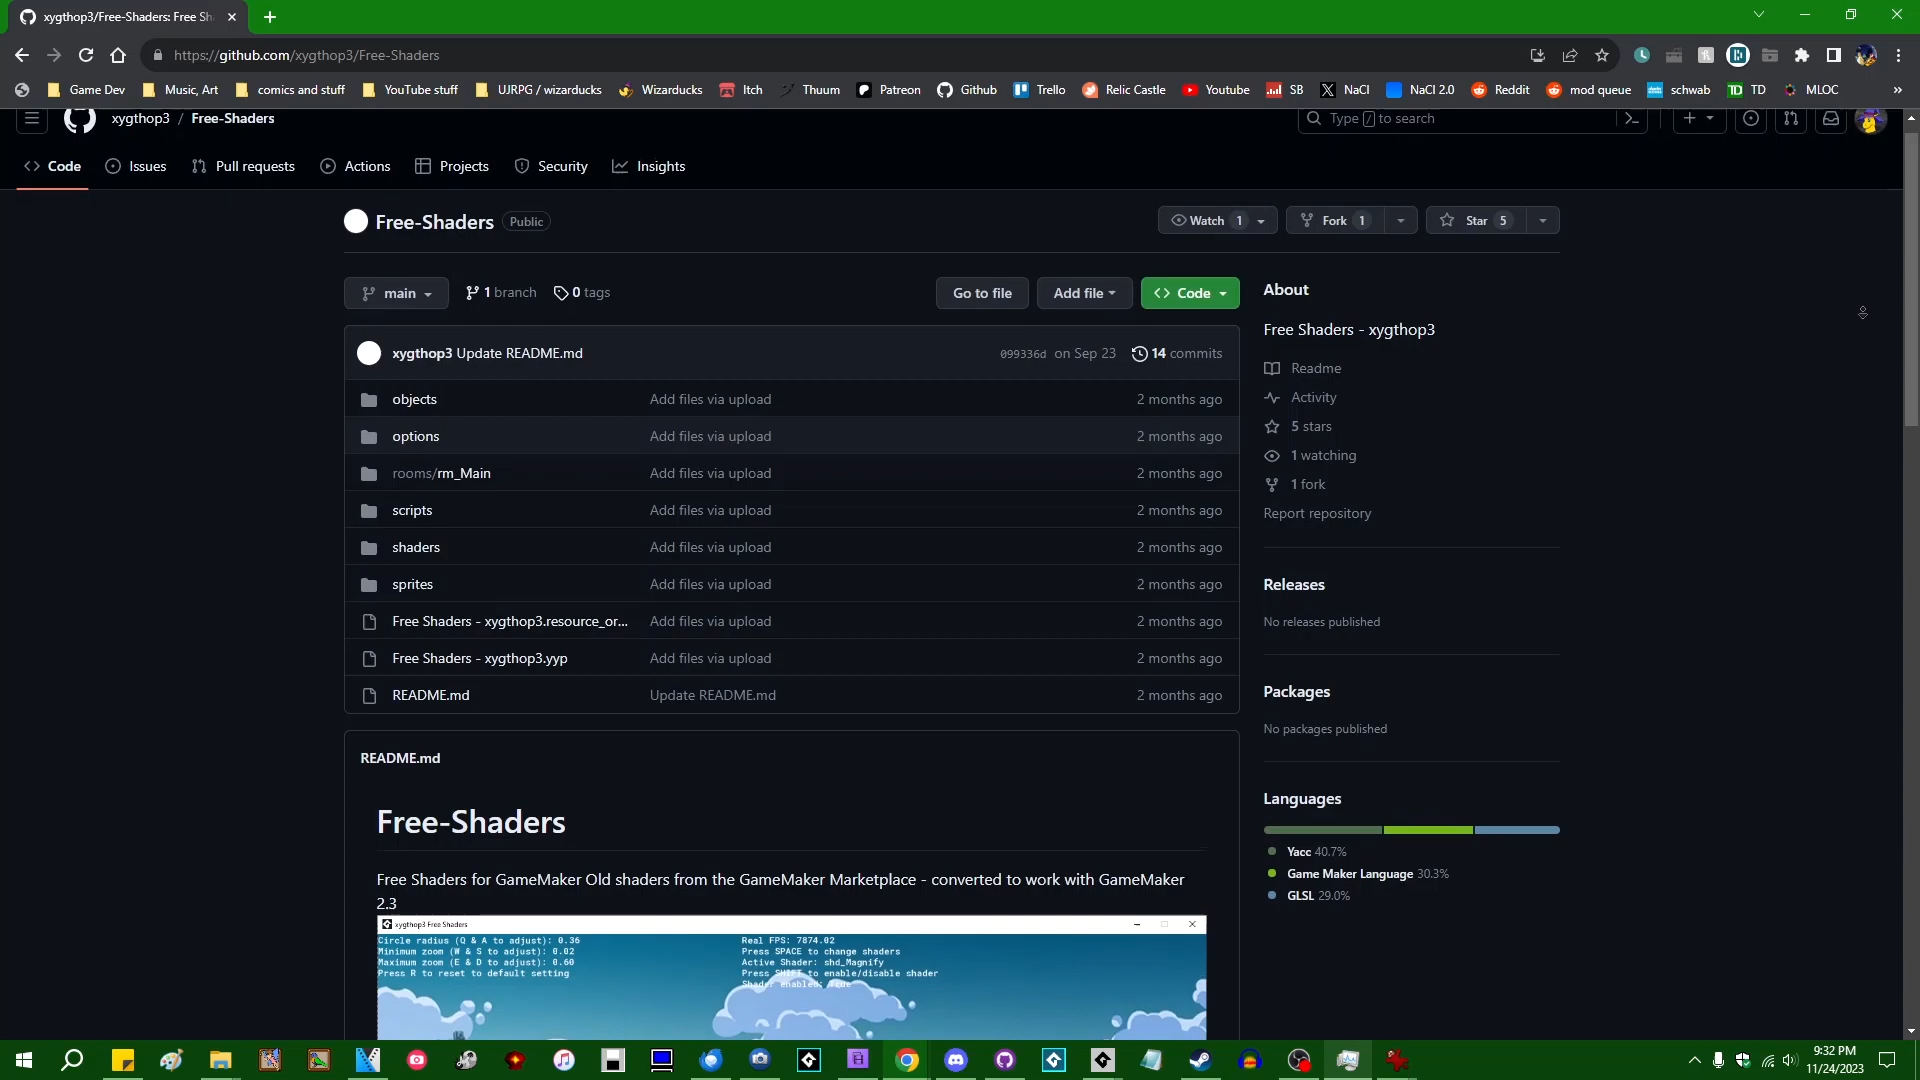 xygthop3/Free-Shaders: Free Sh
https://github.com/xygthop3/Free-Shaders
Game Dev
Music, Art
comics and stuff
YouTube stuff
UJRPG / wizarducks
Wizarducks
Itch
Thuum
Patreon
Github
Trello
Relic Castle
Youtube
SB
NaCl
NaCl 2.0
Reddit
mod queue
schwab
TD
MLOC
xygthop3 / Free-Shaders
Type / to search
Code
Issues
Pull requests
Actions
Projects
Security
Insights
Free-Shaders Public
Watch 1
Fork 1
Star 5
main
1 branch
0 tags
Go to file
Add file
Code
xygthop3 Update README.md 099336d on Sep 23 14 commits
objects Add files via upload 2 months ago
options Add files via upload 2 months ago
rooms/rm_Main Add files via upload 2 months ago
scripts Add files via upload 2 months ago
shaders Add files via upload 2 months ago
sprites Add files via upload 2 months ago
Free Shaders - xygthop3.resource_or... Add files via upload 2 months ago
Free Shaders - xygthop3.yyp Add files via upload 2 months ago
README.md Update README.md 2 months ago
About
Free Shaders - xygthop3
Readme
Activity
5 stars
1 watching
1 fork
Report repository
Releases
No releases published
Packages
No packages published
Languages
Yacc 40.7%
Game Maker Language 30.3%
GLSL 29.0%
README.md
Free-Shaders
Free Shaders for GameMaker Old shaders from the GameMaker Marketplace - converted to work with GameMaker
2.3
xygthop3 Free Shaders
Circle radius (Q & A to adjust): 0.36
Minimum zoom (W & S to adjust): 0.02
Maximum zoom (E & D to adjust): 0.60
Press R to reset to default setting
Real FPS: 7874.02
Press SPACE to change shaders
Active Shader: shd_Magnify
Press SHIFT to enable/disable shader
Shader enabled: True
9:32 PM
11/24/2023